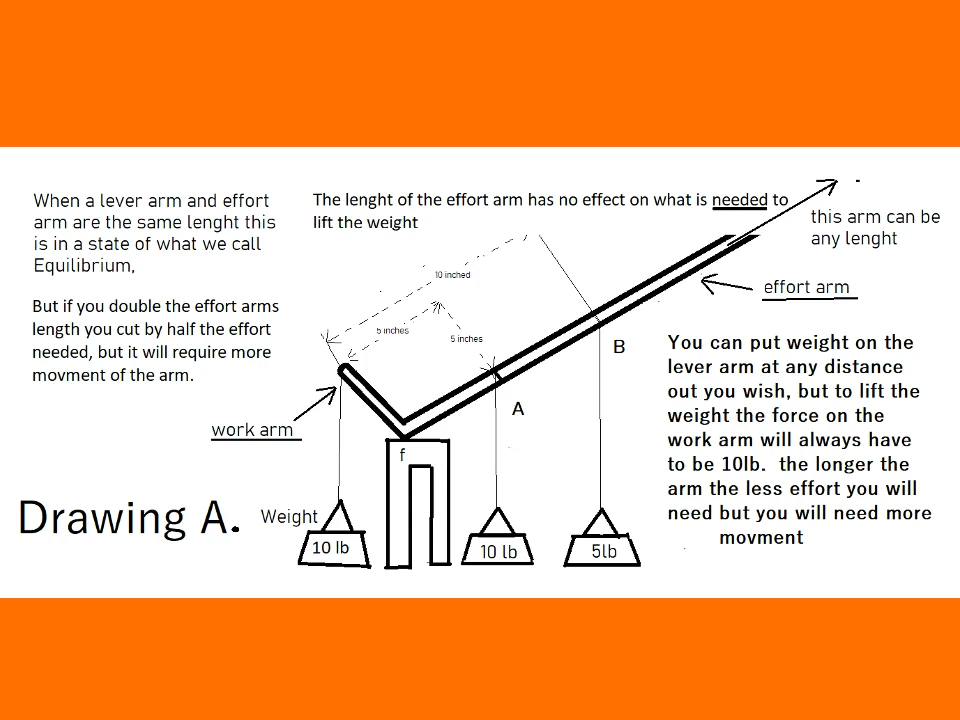 When a lever arm and effort
arm are the same lenght this
is in a state of what we call
Equilibrium,
But if you double the effort arms
length you cut by half the effort
needed, but it will require more
movment of the arm.
The lenght of the effort arm has no effect on what is needed to
lift the weight
this arm can be
any lenght
effort arm
10 inched
5 inches
5 inches
B
A
work arm
f
You can put weight on the
lever arm at any distance
out you wish, but to lift the
weight the force on the
work arm will always have
to be 10lb. the longer the
arm the less effort you will
need but you will need more
movment
Drawing A.
Weight
10 lb
10 lb
5lb